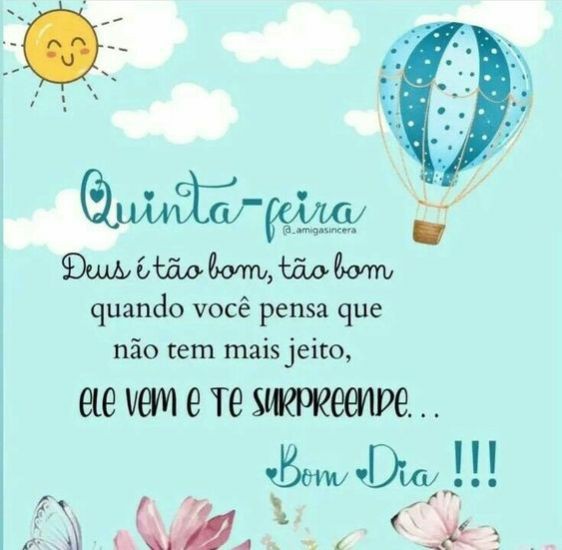 Quinta-feira
@_amigasincera
Deus é tão bom, tão bom
quando você pensa que
não tem mais jeito,
ELE VEM E TE SURPREENDE...
Bom Dia !!!